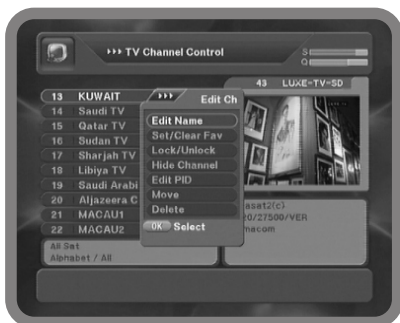 ▸▸▸ TV Channel Control
S
Q
43 LUXE-TV-SD
13 KUWAIT
14 Saudi TV
15 Qatar TV
16 Sudan TV
17 Sharjah TV
18 Libiya TV
19 Saudi Arabi
20 Aljazeera C
21 MACAU1
22 MACAU2
▸▸▸ Edit Ch
Edit Name
Set/Clear Fav
Lock/Unlock
Hide Channel
Edit PID
Move
Delete
OK Select
asat2(c)
0/27500/VER
macom
All Sat
Alphabet / All